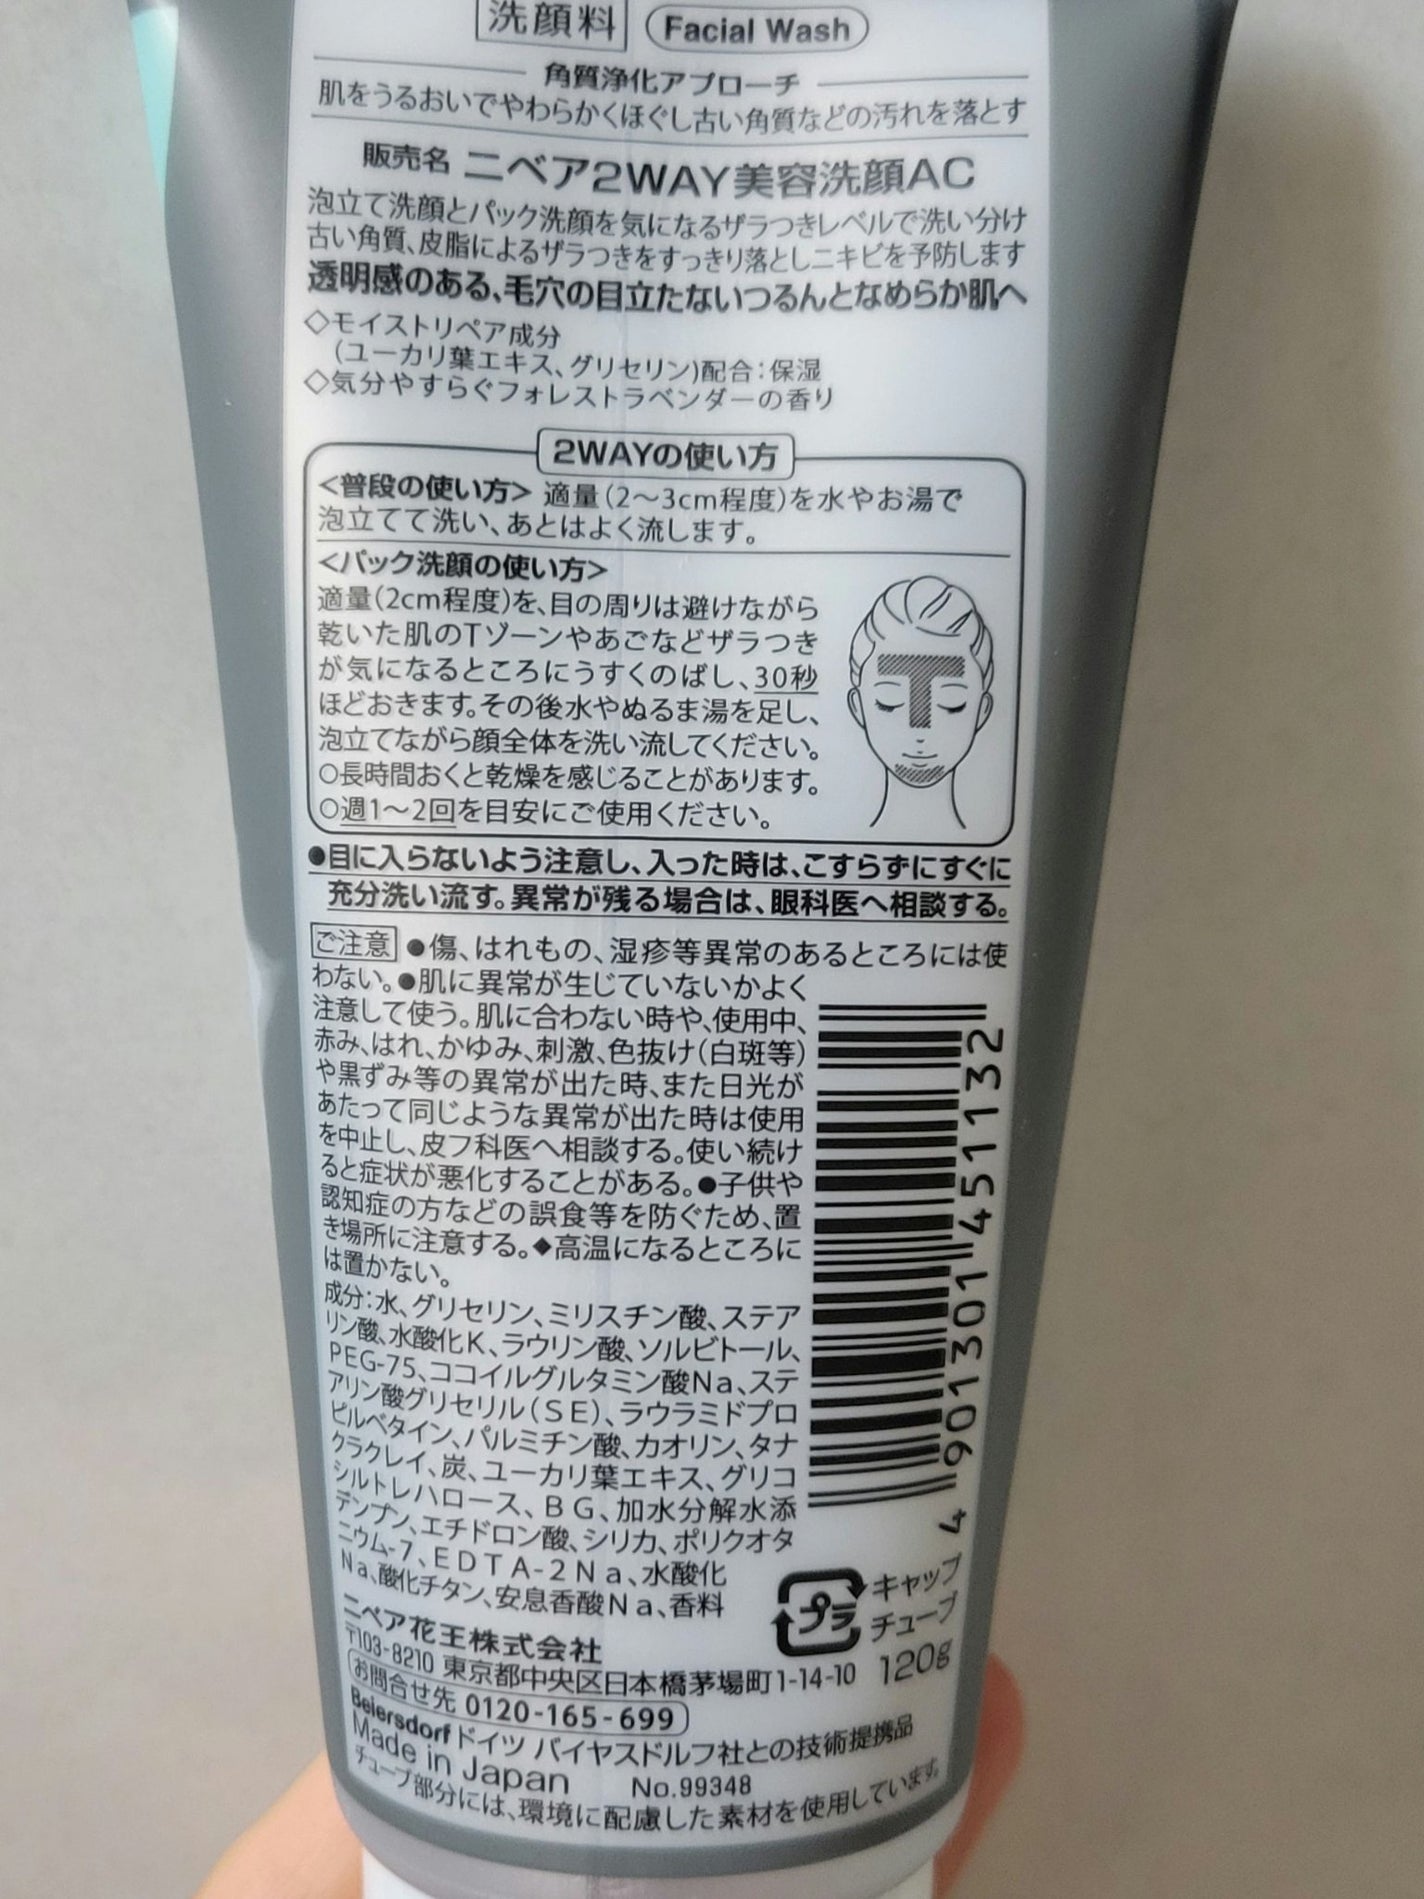 洗顔料 Facial Wash
角質浄化アプローチ
肌をうるおいでやわらかくほぐし古い角質などの汚れを落とす
販売名 ニベア2WAY美容洗顔AC
泡立て洗顔とパック洗顔を気になるザラつきレベルで洗い分け
古い角質、皮脂によるザラつきをすっきり落としニキビを予防します
透明感のある、毛穴の目立たないつるんとなめらか肌へ
◇モイストリペア成分
(ユーカリ葉エキス、グリセリン)配合：保湿
◇気分やすらぐフォレストラベンダーの香り
2WAYの使い方
<普段の使い方> 適量（2〜3cm程度）を水やお湯で
泡立てて洗い、あとはよく流します。
<パック洗顔の使い方>
適量（2cm程度）を、目の周りは避けながら
乾いた肌のTゾーンやあごなどザラつき
が気になるところにうすくのばし、30秒
ほどおきます。その後水やぬるま湯を足し、
泡立てながら顔全体を洗い流してください。
○長時間おくと乾燥を感じることがあります。
○週1〜2回を目安にご使用ください。
●目に入らないよう注意し、入った時は、こすらずにすぐに
充分洗い流す。異常が残る場合は、眼科医へ相談する。
ご注意 ●傷、はれもの、湿疹等異常のあるところには使
わない。●肌に異常が生じていないかよく
注意して使う。肌に合わない時や、使用中、
赤み、はれ、かゆみ、刺激、色抜け（白斑等）
や黒ずみ等の異常が出た時、また日光が
あたって同じような異常が出た時は使用
を中止し、皮フ科医へ相談する。使い続け
ると症状が悪化することがある。●子供や
認知症の方などの誤食等を防ぐため、置
き場所に注意する。◆高温になるところに
は置かない。
成分：水、グリセリン、ミリスチン酸、ステア
リン酸、水酸化K、ラウリン酸、ソルビトール、
PEG-75、ココイルグルタミン酸Na、ステ
アリン酸グリセリル（SE）、ラウラミドプロ
ピルベタイン、パルミチン酸、カオリン、タナ
クラクレイ、炭、ユーカリ葉エキス、グリコ
シルトレハロース、BG、加水分解水添
デンプン、エチドロン酸、シリカ、ポリクオタ
ニウム-7、EDTA-2Na、水酸化
Na、酸化チタン、安息香酸Na、香料
4 901301 451132
プラ キャップ
チューブ
120g
ニベア花王株式会社
〒103-8210 東京都中央区日本橋茅場町1-14-10
お問合せ先 0120-165-699
Beiersdorf ドイツ バイヤスドルフ社との技術提携品
Made in Japan No.99348
チューブ部分には、環境に配慮した素材を使用しています。